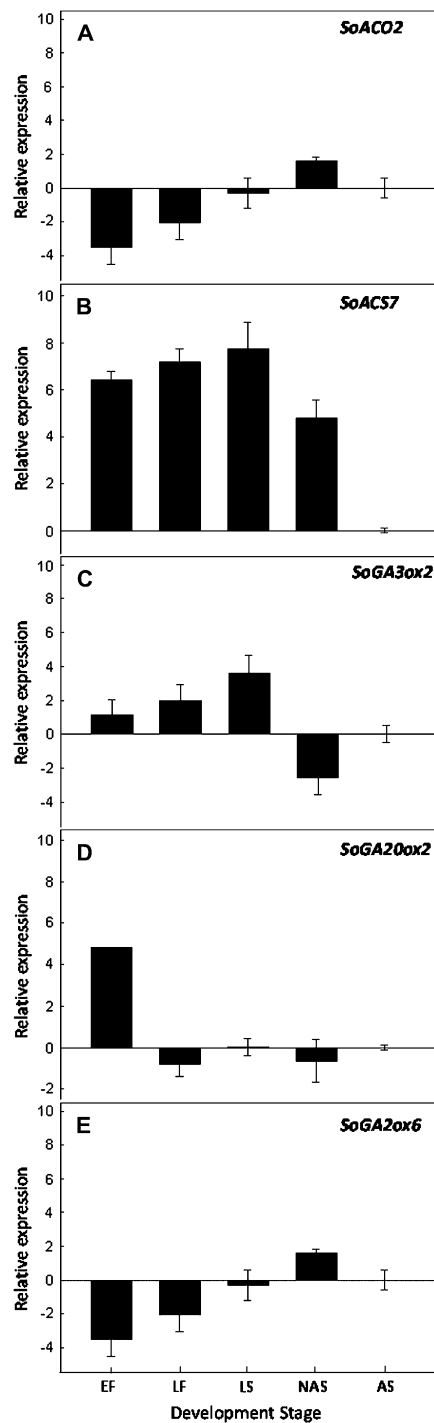 A
SoACO2
10
8
6
4
2
0
-2
-4
Relative expression
B
SoACS7
10
8
6
4
2
0
Relative expression
C
SoGA3ox2
10
8
6
4
2
0
-2
-4
Relative expression
D
SoGA20ox2
10
8
6
4
2
0
-2
Relative expression
E
SoGA2ox6
10
8
6
4
2
0
-2
-4
Relative expression
EF LF LS NAS AS
Development Stage